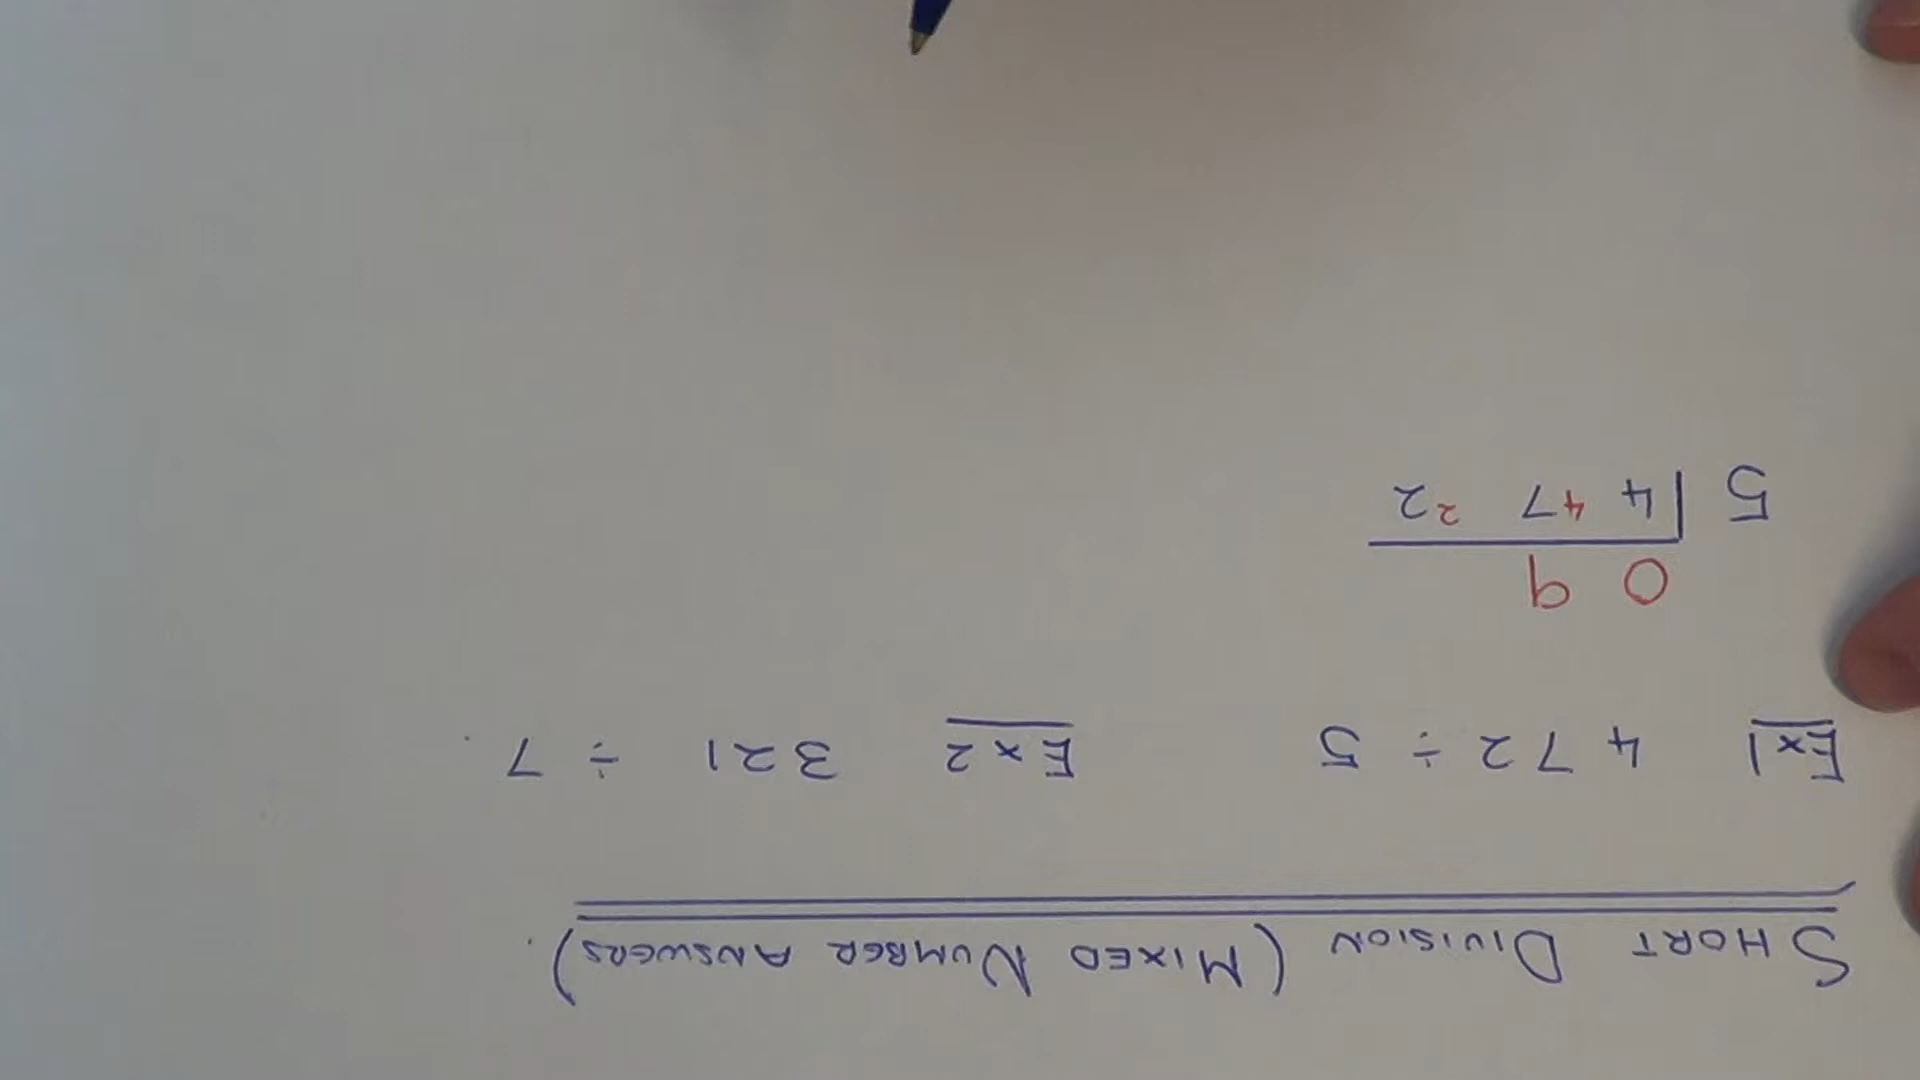 SHORT DIVISION (MIXED NUMBER ANSWERS).
Ex1 472 ÷ 5 Ex2 321 ÷ 7.
0 9
5 4 47 22